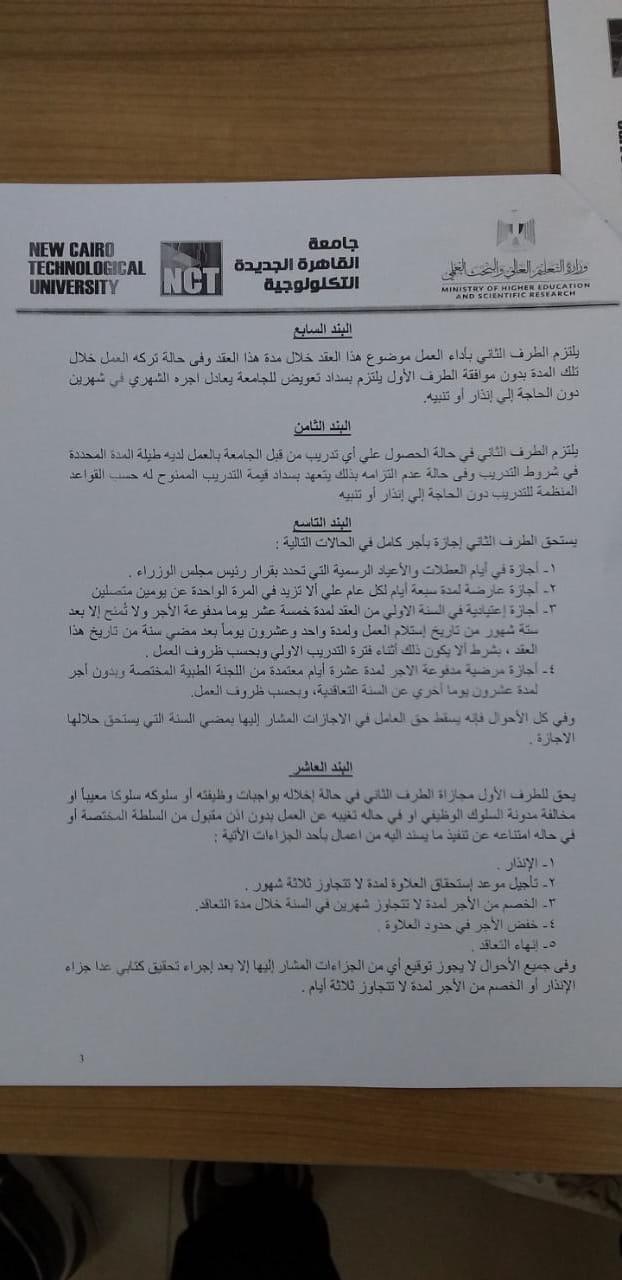 NEW CAIRO
TECHNOLOGICAL
UNIVERSITY
NCT
جامعة
القاهرة الجديدة
التكنولوجية
وزارة التعليم العالي والبحث العلمي
MINISTRY OF HIGHER EDUCATION
AND SCIENTIFIC RESEARCH
البند السابع
يلتزم الطرف الثاني بأداء العمل موضوع هذا العقد خلال مدة هذا العقد وفى حالة تركه العمل خلال
تلك المدة بدون موافقة الطرف الأول يلتزم بسداد تعويض للجامعة يعادل اجره الشهري في شهرين
دون الحاجة إلي إنذار أو تنبيه.
البند الثامن
يلتزم الطرف الثاني في حالة الحصول علي أي تدريب من قبل الجامعة بالعمل لديه طيلة المدة المحددة
في شروط التدريب وفى حالة عدم التزامه بذلك يتعهد بسداد قيمة التدريب الممنوح له حسب القواعد
المنظمة للتدريب دون الحاجة إلي إنذار أو تنبيه
البند التاسع
يستحق الطرف الثاني إجازة بأجر كامل في الحالات التالية :
١- أجازة في أيام العطلات والأعياد الرسمية التي تحدد بقرار رئيس مجلس الوزراء .
٢- أجازة عارضة لمدة سبعة أيام لكل عام علي ألا تزيد في المرة الواحدة عن يومين متصلين
٣- أجازة إعتيادية في السنة الاولي من العقد لمدة خمسة عشر يوما مدفوعة الأجر ولا تُمنح إلا بعد
ستة شهور من تاريخ إستلام العمل ولمدة واحد وعشرون يوماً بعد مضي سنة من تاريخ هذا
العقد ، بشرط ألا يكون ذلك أثناء فترة التدريب الاولي وبحسب ظروف العمل .
٤- أجازة مرضية مدفوعة الاجر لمدة عشرة أيام معتمدة من اللجنة الطبية المختصة وبدون أجر
لمدة عشرون يوما أخري عن السنة التعاقدية، وبحسب ظروف العمل.
وفي كل الأحوال فإنه يسقط حق العامل في الاجازات المشار إليها بمضي السنة التي يستحق خلالها
الاجازة .
البند العاشر
يحق للطرف الأول مجازاة الطرف الثاني في حالة إخلاله بواجبات وظيفته أو سلوكه سلوكا معيباً او
مخالفة مدونة السلوك الوظيفي او في حاله تغيبه عن العمل بدون اذن مقبول من السلطة المختصة أو
في حاله امتناعه عن تنفيذ ما يسند اليه من اعمال بأحد الجزاءات الأتية :
١- الإنذار .
٢- تأجيل موعد إستحقاق العلاوة لمدة لا تتجاوز ثلاثة شهور .
٣- الخصم من الأجر لمدة لا تتجاوز شهرين في السنة خلال مدة التعاقد.
٤- خفض الأجر في حدود العلاوة .
٥- إنهاء التعاقد .
وفى جميع الأحوال لا يجوز توقيع أي من الجزاءات المشار إليها إلا بعد إجراء تحقيق كتابي عدا جزاء
الإنذار أو الخصم من الأجر لمدة لا تتجاوز ثلاثة أيام .
3